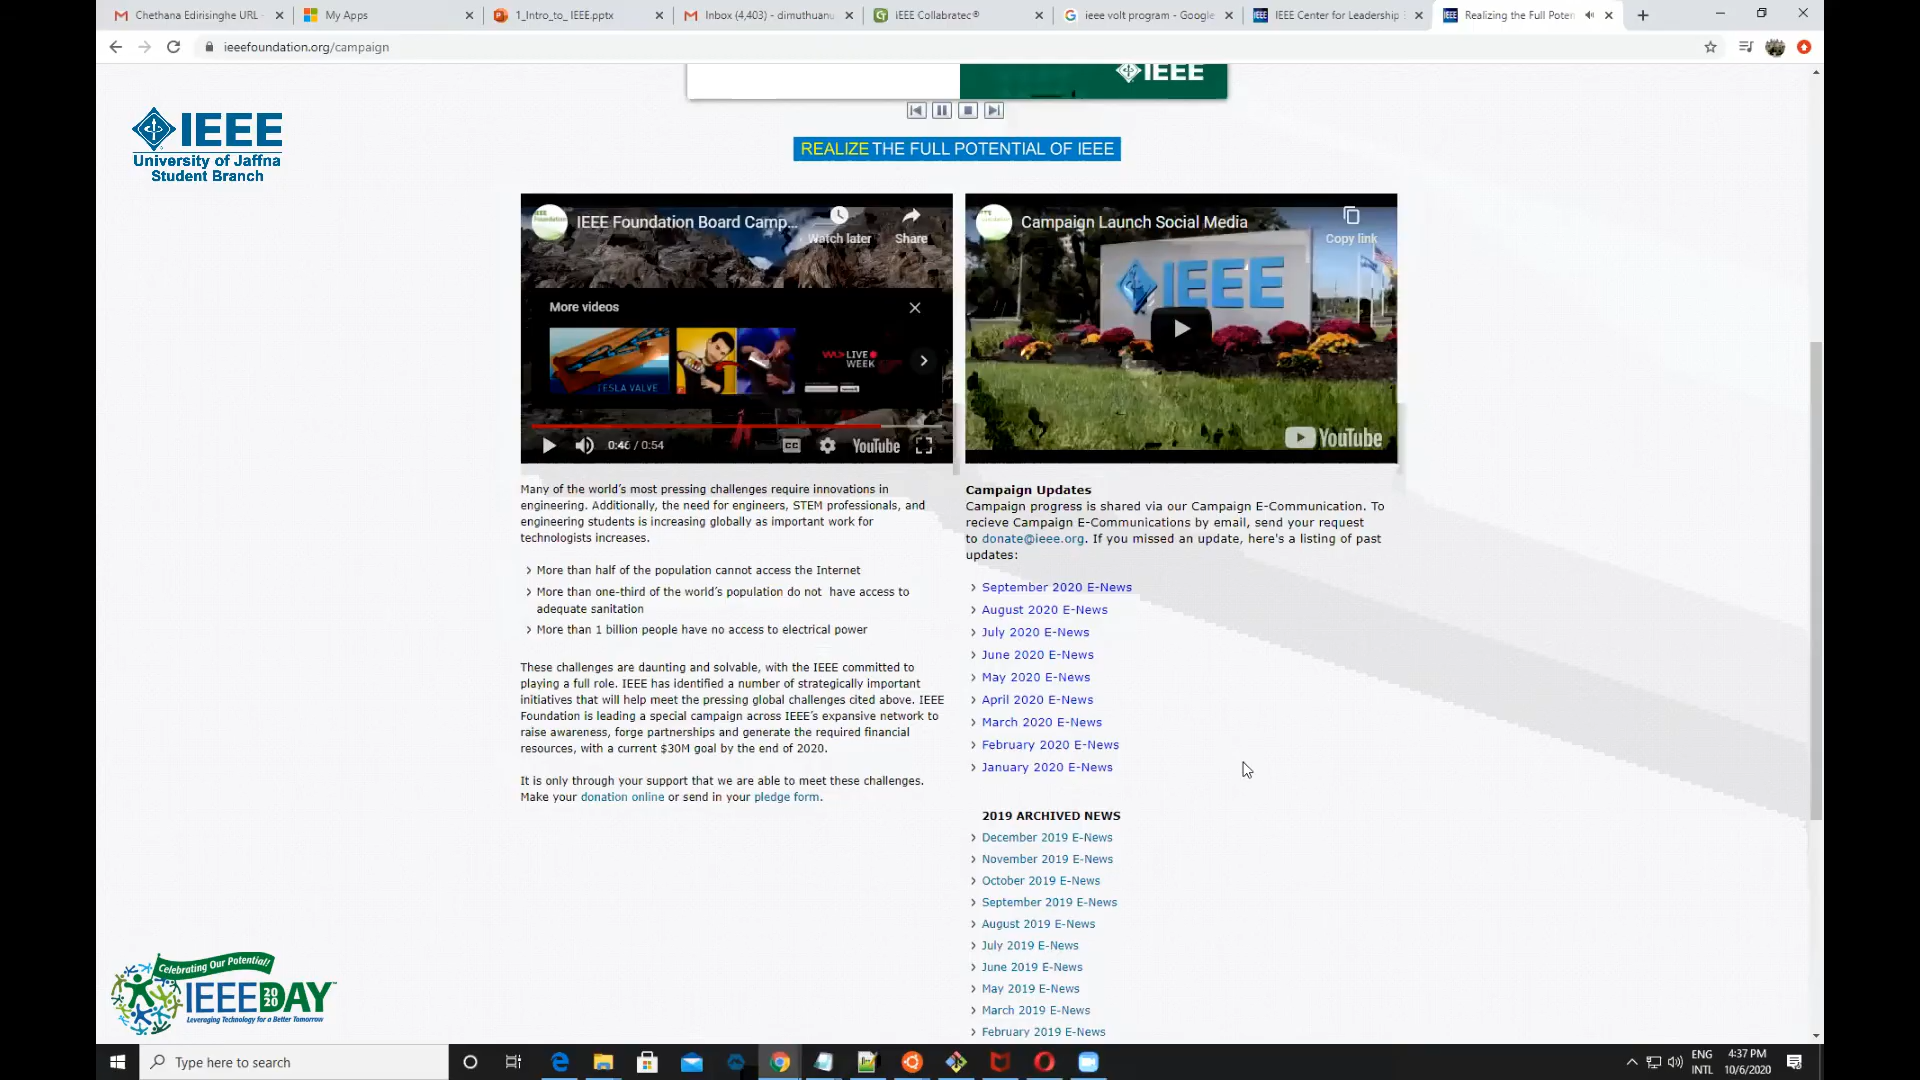 Chethana Edirisinghe URL
My Apps
1_Intro_to_ IEEE.pptx
Inbox (4,403) - dimuthuanu
IEEE Collabratec®
ieee volt program - Google
IEEE Center for Leadership
Realizing the Full Poten
ieeefoundation.org/campaign
IEEE
IEEE
University of Jaffna
Student Branch
REALIZE THE FULL POTENTIAL OF IEEE
IEEE Foundation Board Camp...
Watch later
Share
More videos
TESLA VALVE
LIVE
WEEK
0:46 / 0:54
CC
YouTube
Campaign Launch Social Media
Copy link
IEEE
YouTube
Many of the world's most pressing challenges require innovations in
engineering. Additionally, the need for engineers, STEM professionals, and
engineering students is increasing globally as important work for
technologists increases.
More than half of the population cannot access the Internet
More than one-third of the world's population do not have access to
adequate sanitation
More than 1 billion people have no access to electrical power
These challenges are daunting and solvable, with the IEEE committed to
playing a full role. IEEE has identified a number of strategically important
initiatives that will help meet the pressing global challenges cited above. IEEE
Foundation is leading a special campaign across IEEE's expansive network to
raise awareness, forge partnerships and generate the required financial
resources, with a current $30M goal by the end of 2020.
It is only through your support that we are able to meet these challenges.
Make your donation online or send in your pledge form.
Campaign Updates
Campaign progress is shared via our Campaign E-Communication. To
recieve Campaign E-Communications by email, send your request
to donate@ieee.org. If you missed an update, here's a listing of past
updates:
September 2020 E-News
August 2020 E-News
July 2020 E-News
June 2020 E-News
May 2020 E-News
April 2020 E-News
March 2020 E-News
February 2020 E-News
January 2020 E-News
2019 ARCHIVED NEWS
December 2019 E-News
November 2019 E-News
October 2019 E-News
September 2019 E-News
August 2019 E-News
July 2019 E-News
June 2019 E-News
May 2019 E-News
March 2019 E-News
February 2019 E-News
Celebrating Our Potential!
IEEE 2020 DAY™
Leveraging Technology for a Better Tomorrow
Type here to search
ENG
INTL
4:37 PM
10/6/2020